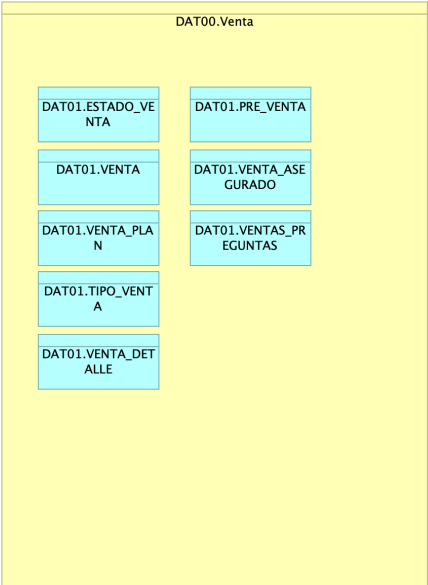 DAT00.Venta
DAT01.ESTADO_VE
NTA
DAT01.PRE_VENTA
DAT01.VENTA
DAT01.VENTA_ASE
GURADO
DAT01.VENTA_PLA
N
DAT01.VENTAS_PR
EGUNTAS
DAT01.TIPO_VENT
A
DAT01.VENTA_DET
ALLE